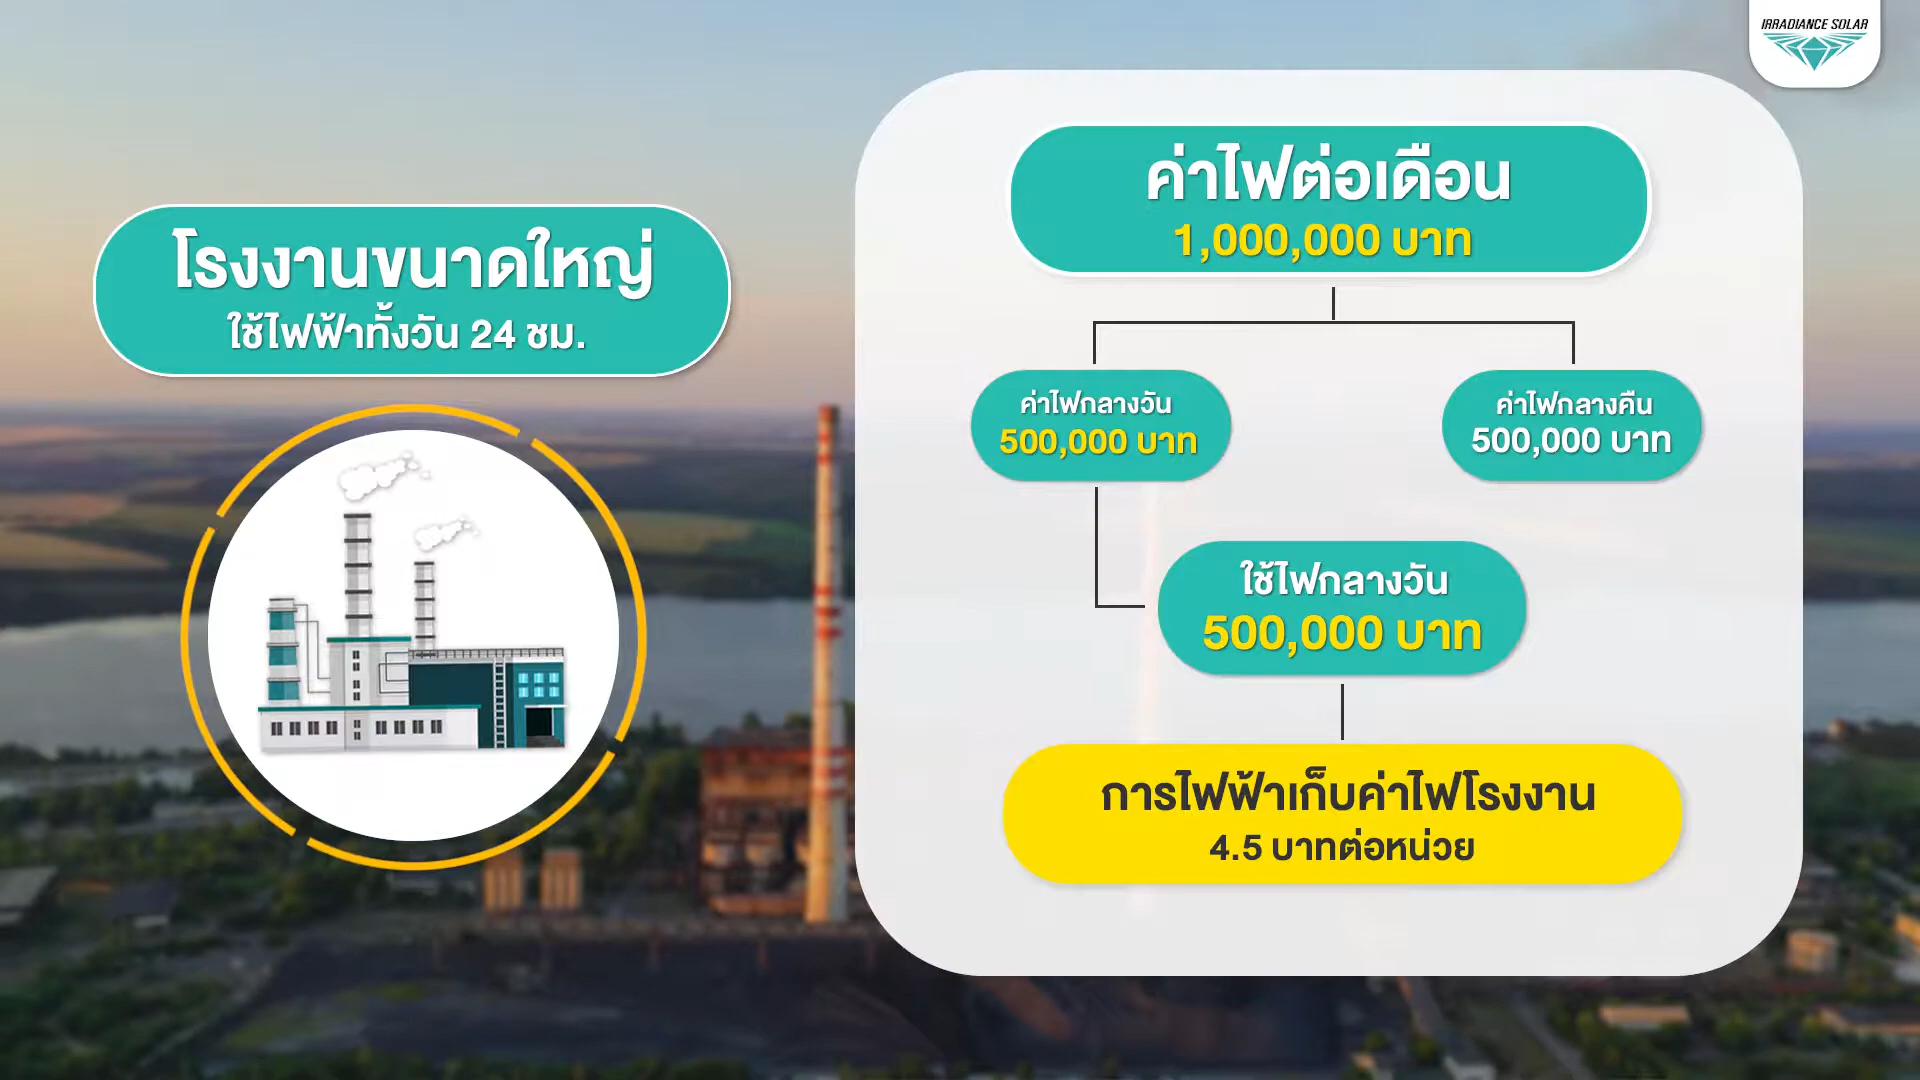 IRRADIANCE SOLAR
โรงงานขนาดใหญ่
ใช้ไฟฟ้าทั้งวัน 24 ชม.
ค่าไฟต่อเดือน
1,000,000 บาท
ค่าไฟกลางวัน
500,000 บาท
ค่าไฟกลางคืน
500,000 บาท
ใช้ไฟกลางวัน
500,000 บาท
การไฟฟ้าเก็บค่าไฟโรงงาน
4.5 บาทต่อหน่วย